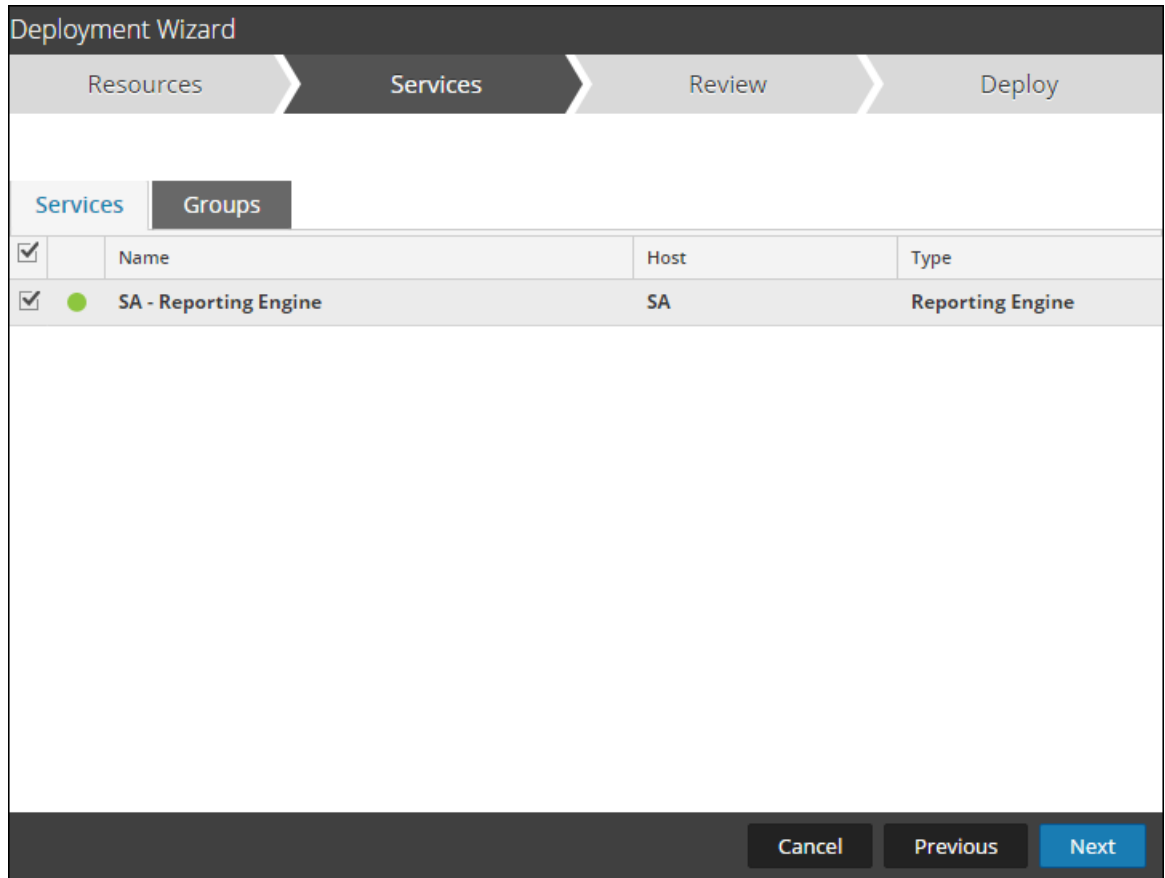 Deployment Wizard
Resources Services Review Deploy
Services Groups
Name Host Type
SA - Reporting Engine SA Reporting Engine
Cancel Previous Next